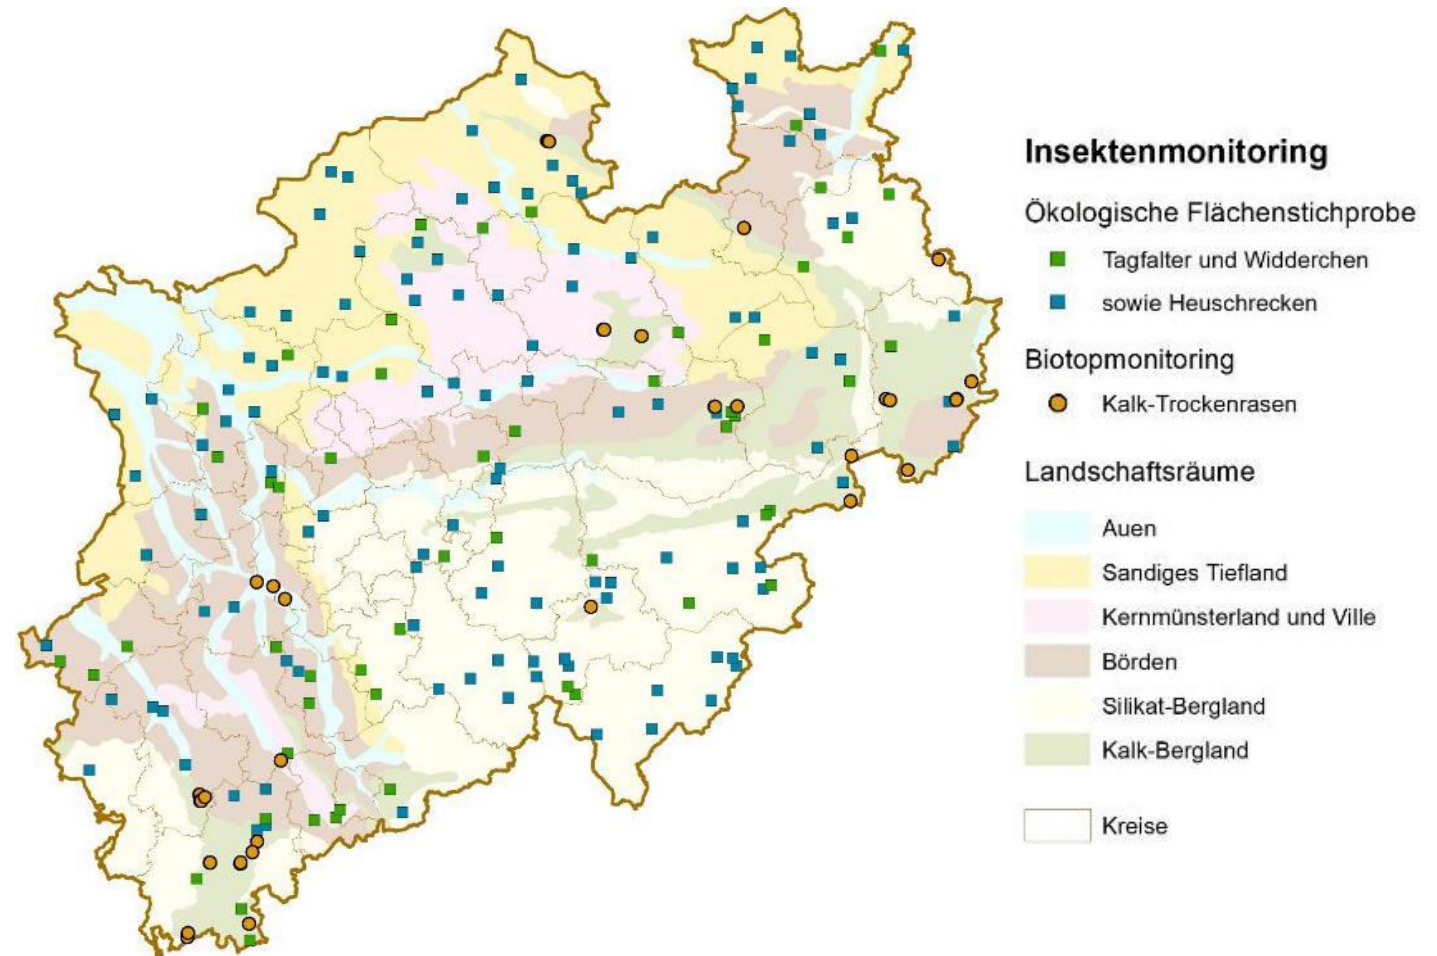 Insektenmonitoring
Ökologische Flächenstichprobe
Tagfalter und Widderchen
sowie Heuschrecken
Biotopmonitoring
Kalk-Trockenrasen
Landschaftsräume
Auen
Sandiges Tiefland
Kernmünsterland und Ville
Börden
Silikat-Bergland
Kalk-Bergland
Kreise